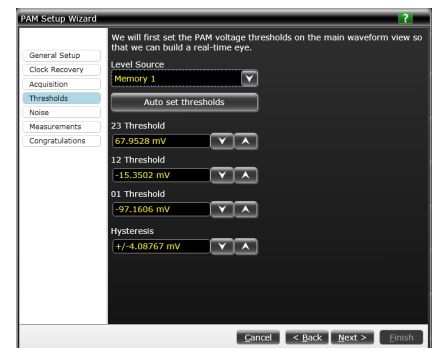 PAM Setup Wizard
?
General Setup
Clock Recovery
Acquisition
Thresholds
Noise
Measurements
Congratulations
We will first set the PAM voltage thresholds on the main waveform view so
that we can build a real-time eye.
Level Source
Memory 1
Auto set thresholds
23 Threshold
67.9528 mV
12 Threshold
-15.3502 mV
01 Threshold
-97.1606 mV
Hysteresis
+/-4.08767 mV
Cancel < Back Next > Finish